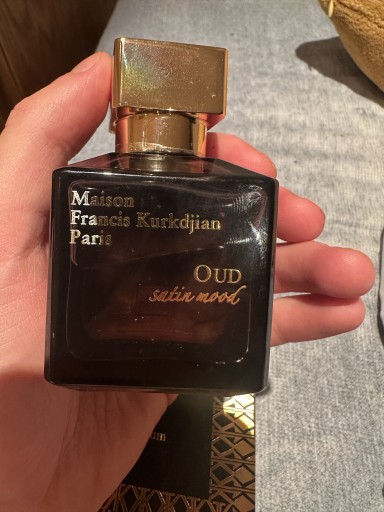 Maison
Francis Kurkdjian
Paris
OUD
satin mood